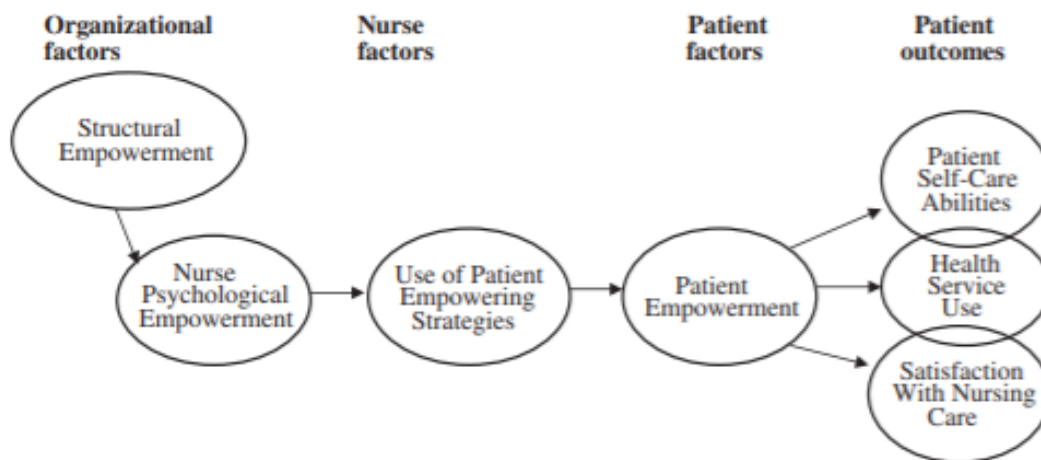 Organizational
factors
Nurse
factors
Patient
factors
Patient
outcomes
Structural
Empowerment
Nurse
Psychological
Empowerment
Use of Patient
Empowering
Strategies
Patient
Empowerment
Patient
Self-Care
Abilities
Health
Service
Use
Satisfaction
With Nursing
Care